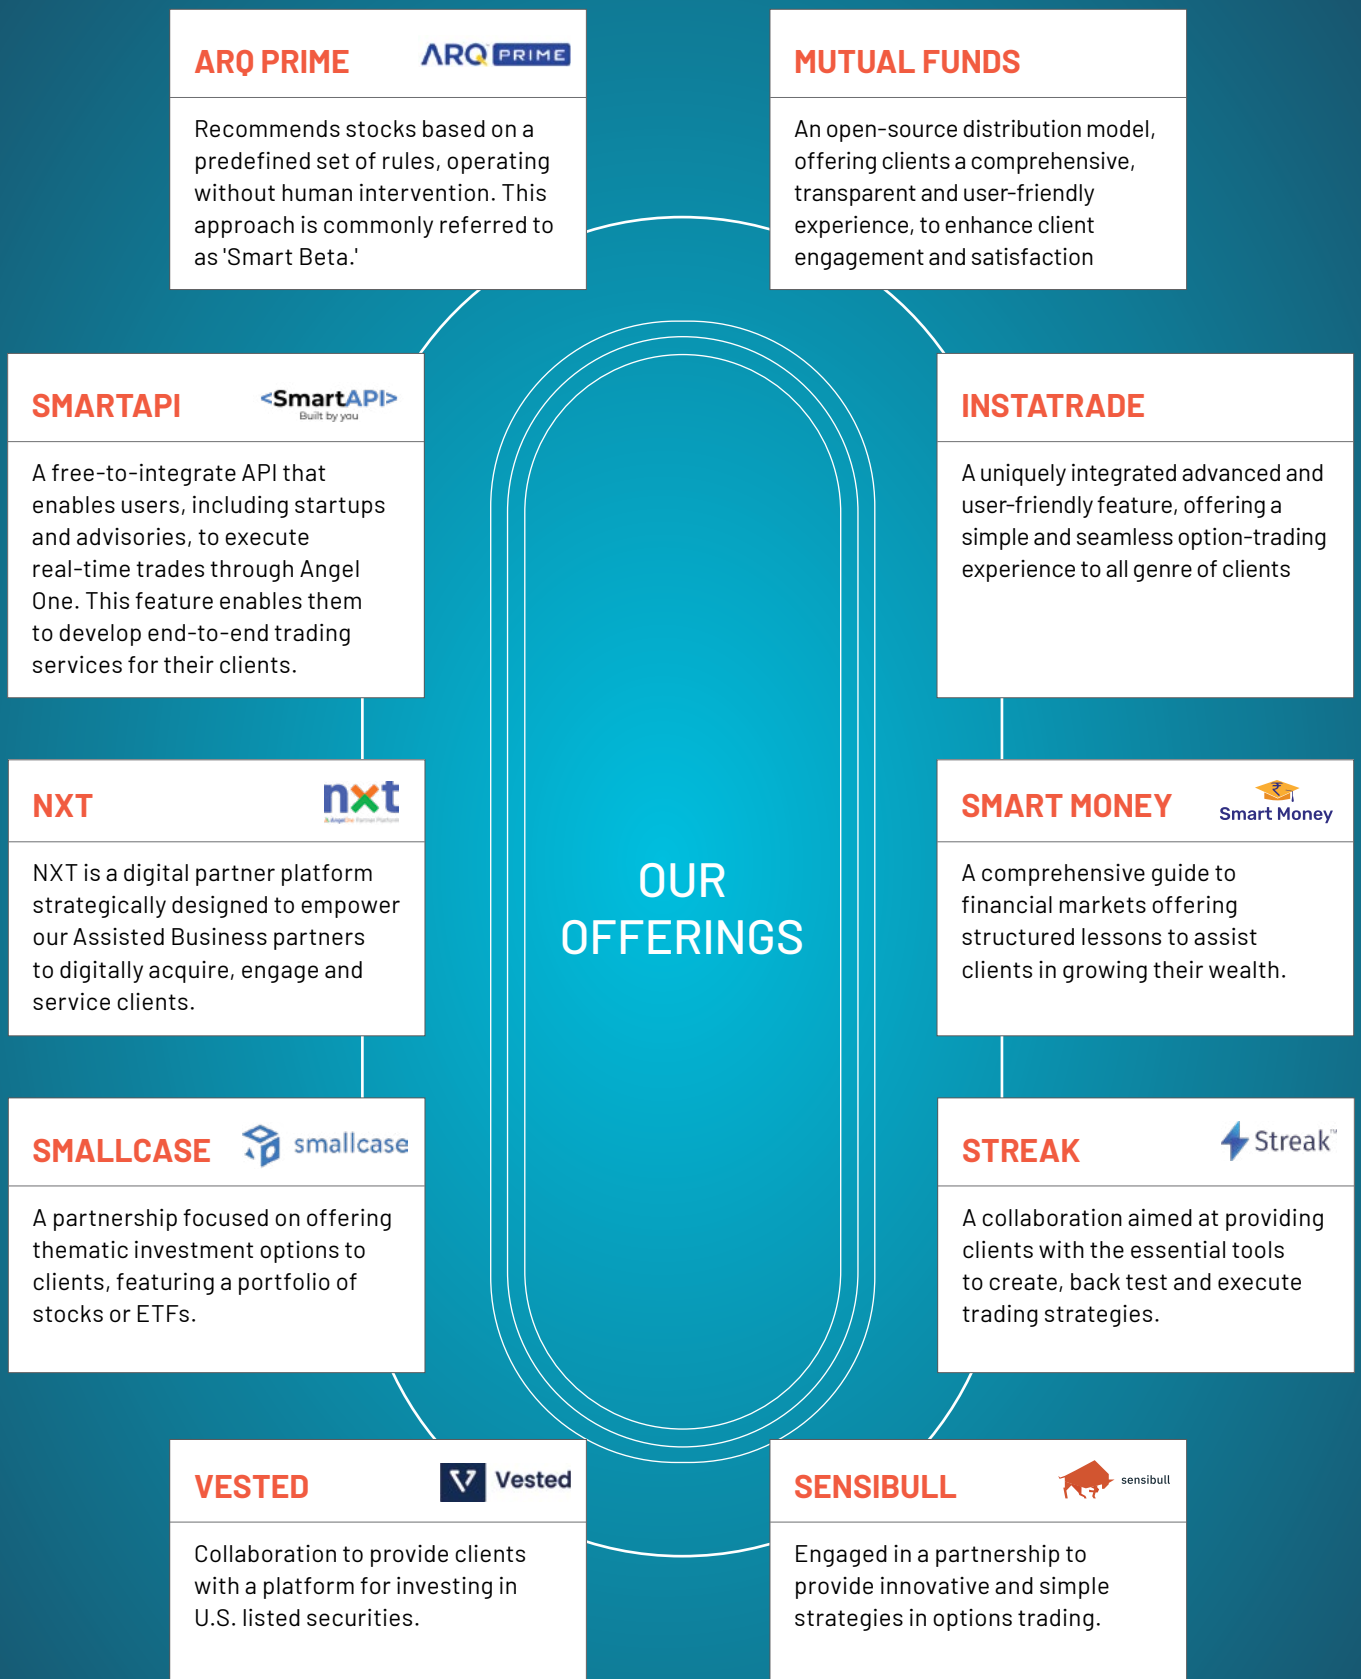 ARQ PRIME
ARQ PRIME
Recommends stocks based on a
predefined set of rules, operating
without human intervention. This
approach is commonly referred to
as 'Smart Beta.'
MUTUAL FUNDS
An open-source distribution model,
offering clients a comprehensive,
transparent and user-friendly
experience, to enhance client
engagement and satisfaction
SMARTAPI
<SmartAPI>
Built by you
A free-to-integrate API that
enables users, including startups
and advisories, to execute
real-time trades through Angel
One. This feature enables them
to develop end-to-end trading
services for their clients.
INSTATRADE
A uniquely integrated advanced and
user-friendly feature, offering a
simple and seamless option-trading
experience to all genre of clients
NXT
nxt
AngelOne Partner Platform
NXT is a digital partner platform
strategically designed to empower
our Assisted Business partners
to digitally acquire, engage and
service clients.
SMART MONEY
₹
Smart Money
A comprehensive guide to
financial markets offering
structured lessons to assist
clients in growing their wealth.
OUR
OFFERINGS
SMALLCASE
smallcase
A partnership focused on offering
thematic investment options to
clients, featuring a portfolio of
stocks or ETFs.
STREAK
Streak™
A collaboration aimed at providing
clients with the essential tools
to create, back test and execute
trading strategies.
VESTED
Vested
Collaboration to provide clients
with a platform for investing in
U.S. listed securities.
SENSIBULL
sensibull
Engaged in a partnership to
provide innovative and simple
strategies in options trading.